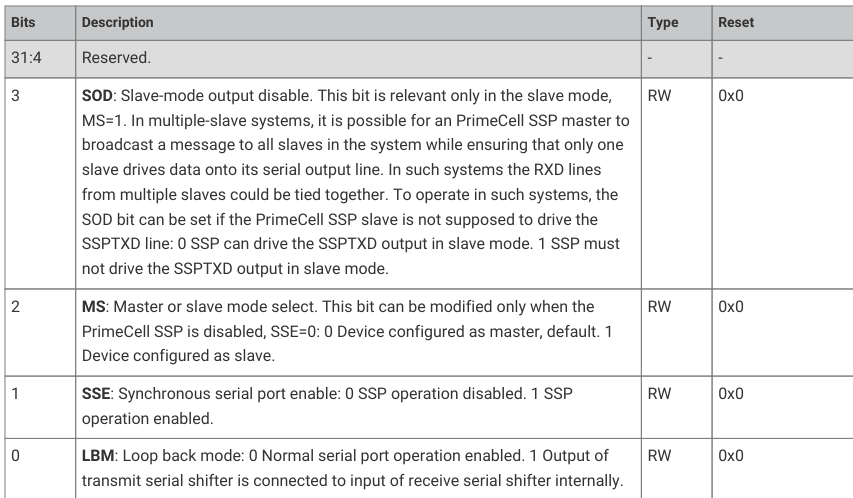 Bits Description Type Reset
31:4 Reserved. - -
3 SOD: Slave-mode output disable. This bit is relevant only in the slave mode, RW 0x0
MS=1. In multiple-slave systems, it is possible for an PrimeCell SSP master to
broadcast a message to all slaves in the system while ensuring that only one
slave drives data onto its serial output line. In such systems the RXD lines
from multiple slaves could be tied together. To operate in such systems, the
SOD bit can be set if the PrimeCell SSP slave is not supposed to drive the
SSPTXD line: 0 SSP can drive the SSPTXD output in slave mode. 1 SSP must
not drive the SSPTXD output in slave mode.
2 MS: Master or slave mode select. This bit can be modified only when the RW 0x0
PrimeCell SSP is disabled, SSE=0: 0 Device configured as master, default. 1
Device configured as slave.
1 SSE: Synchronous serial port enable: 0 SSP operation disabled. 1 SSP RW 0x0
operation enabled.
0 LBM: Loop back mode: 0 Normal serial port operation enabled. 1 Output of RW 0x0
transmit serial shifter is connected to input of receive serial shifter internally.